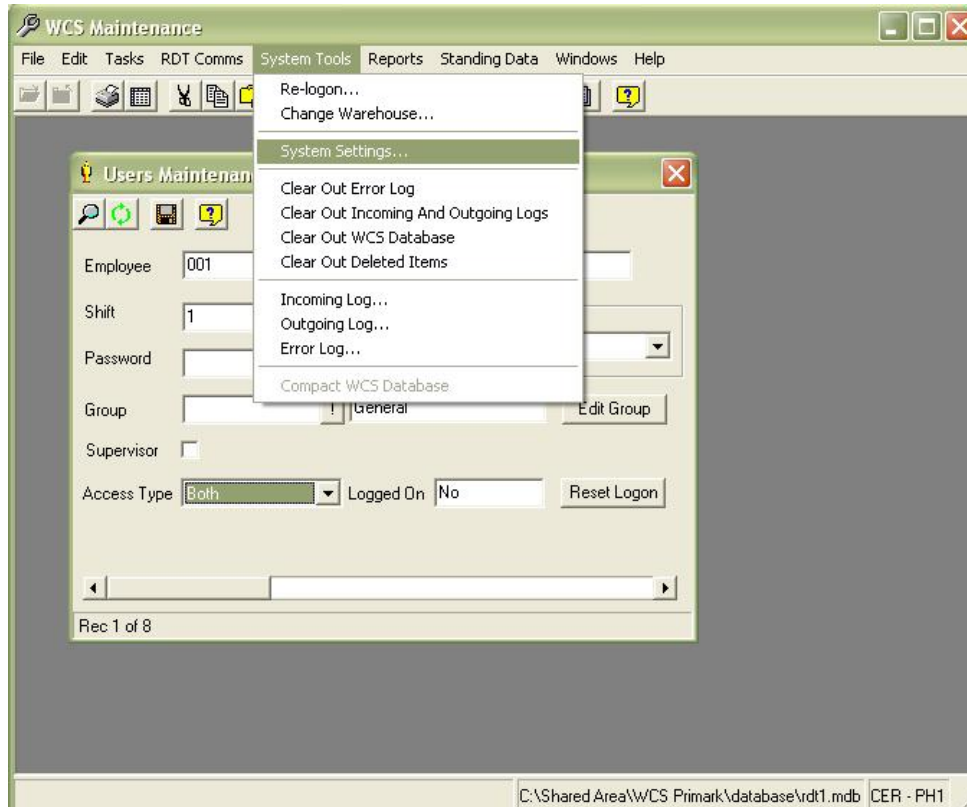 WCS Maintenance
File Edit Tasks RDT Comms System Tools Reports Standing Data Windows Help
Re-logon...
Change Warehouse...
System Settings...
Clear Out Error Log
Clear Out Incoming And Outgoing Logs
Clear Out WCS Database
Clear Out Deleted Items
Incoming Log...
Outgoing Log...
Error Log...
Compact WCS Database
Users Maintenan
Employee 001
Shift 1
Password
Group ! General Edit Group
Supervisor
Access Type Both Logged On No Reset Logon
Rec 1 of 8
C:\Shared Area\WCS Primark\database\rdt1.mdb CER - PH1